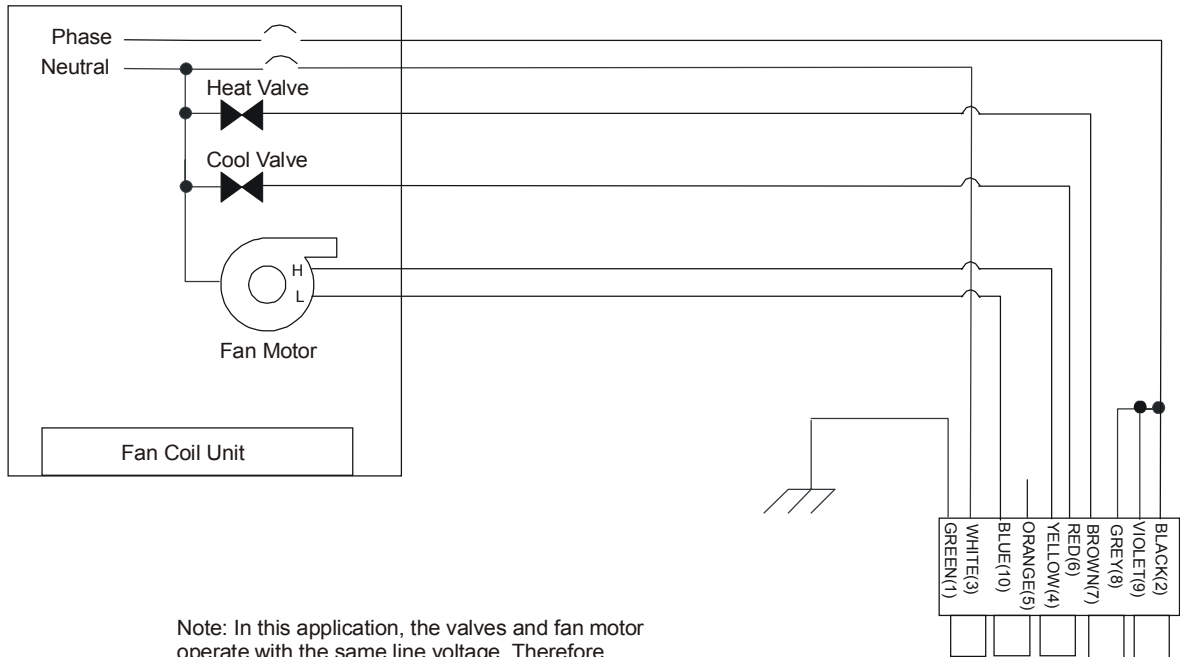 Phase
Neutral
Heat Valve
Cool Valve
H
L
Fan Motor
Fan Coil Unit
GREEN(1)
WHITE(3)
BLUE(10)
ORANGE(5)
YELLOW(4)
RED(6)
BROWN(7)
GREY(8)
VIOLET(9)
BLACK(2)
Note: In this application, the valves and fan motor
operate with the same line voltage. Therefore